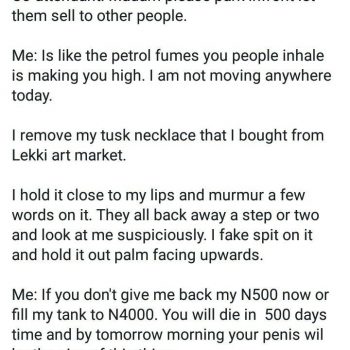 them sell to other people.
Me: Is like the petrol fumes you people inhale
is making you high. I am not moving anywhere
today.
I remove my tusk necklace that I bought from
Lekki art market.
I hold it close to my lips and murmur a few
words on it. They all back away a step or two
and look at me suspiciously. I fake spit on it
and hold it out palm facing upwards.
Me: If you don't give me back my N500 now or
fill my tank to N4000. You will die in 500 days
time and by tomorrow morning your penis wil